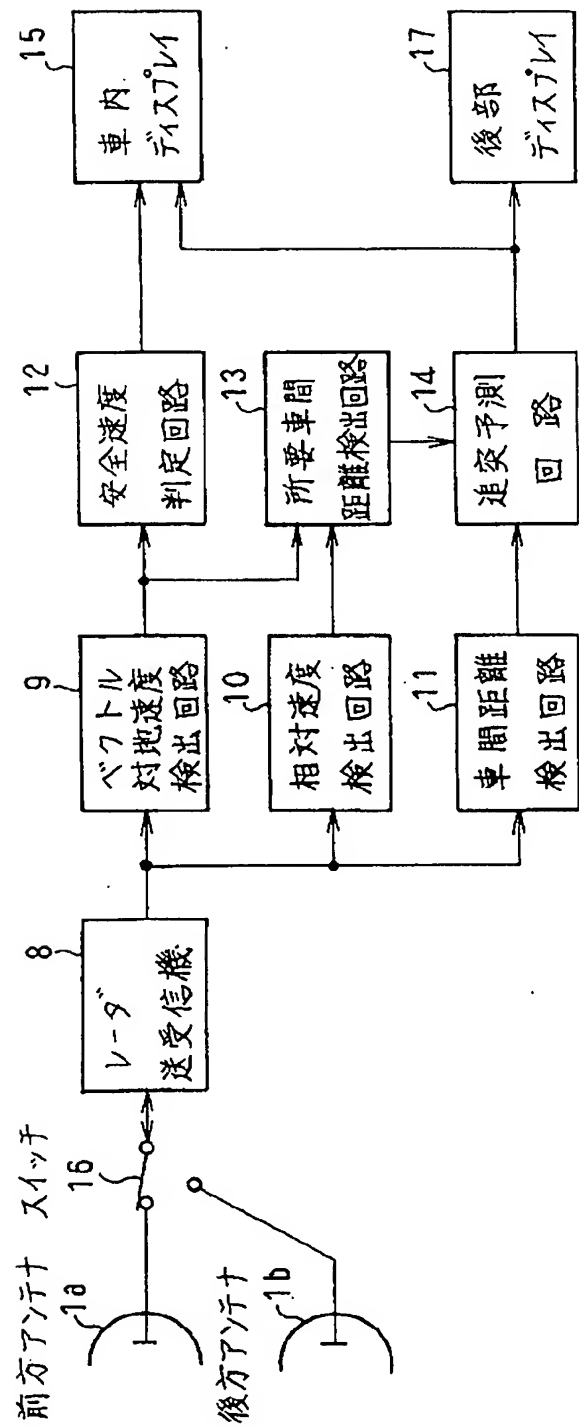 前方アンテナ
1a
スイッチ
16
後方アンテナ
1b
8
レーダ
送受信機
9
ベクトル
対地速度
検出回路
10
相対速度
検出回路
11
車間距離
検出回路
12
安全速度
判定回路
13
所要車間
距離検出回路
14
追突予測
回路
15
車内
ディスプレイ
17
後部
ディスプレイ